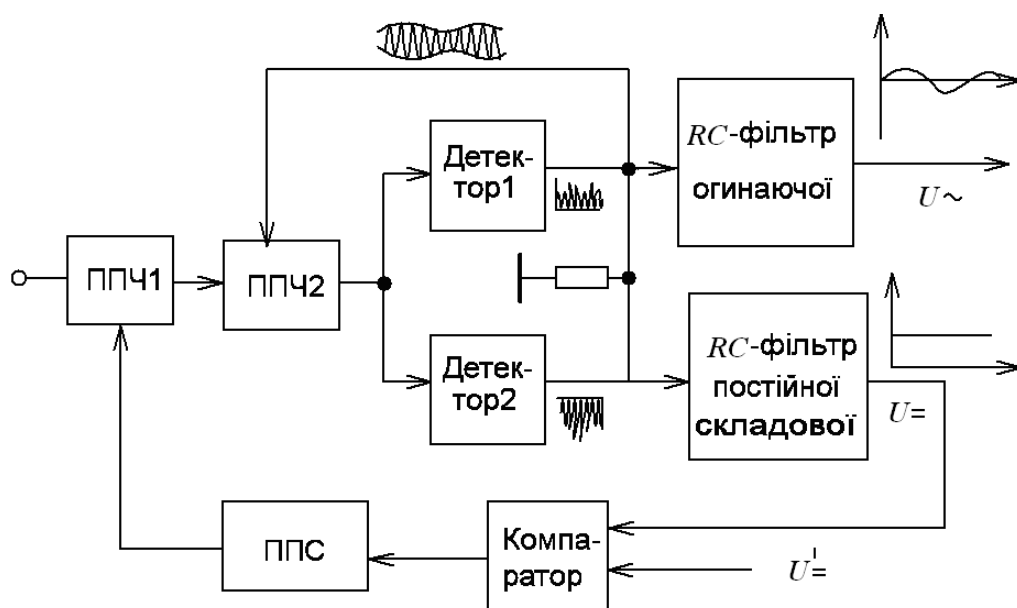 RC-фільтр
огинаючої
U~
Детек-
тор1
ППЧ1
ППЧ2
Детек-
тор2
RC-фільтр
постійної
складової
U=
ППС
Компа-
ратор
U'=